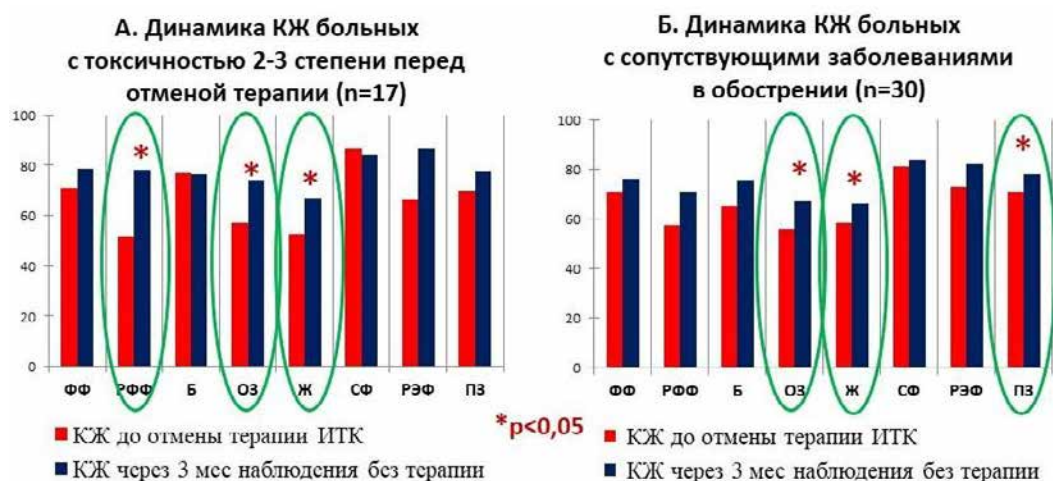 А. Динамика КЖ больных
с токсичностью 2-3 степени перед
отменой терапии (n=17)
100
80
60
40
20
0
*
*
*
ФФ РФФ Б ОЗ Ж СФ РЭФ ПЗ
КЖ до отмены терапии ИТК
КЖ через 3 мес наблюдения без терапии
*p<0,05
Б. Динамика КЖ больных
с сопутствующими заболеваниями
в обострении (n=30)
100
80
60
40
20
0
*
*
*
ФФ РФФ Б ОЗ Ж СФ РЭФ ПЗ
КЖ до отмены терапии ИТК
КЖ через 3 мес наблюдения без терапии